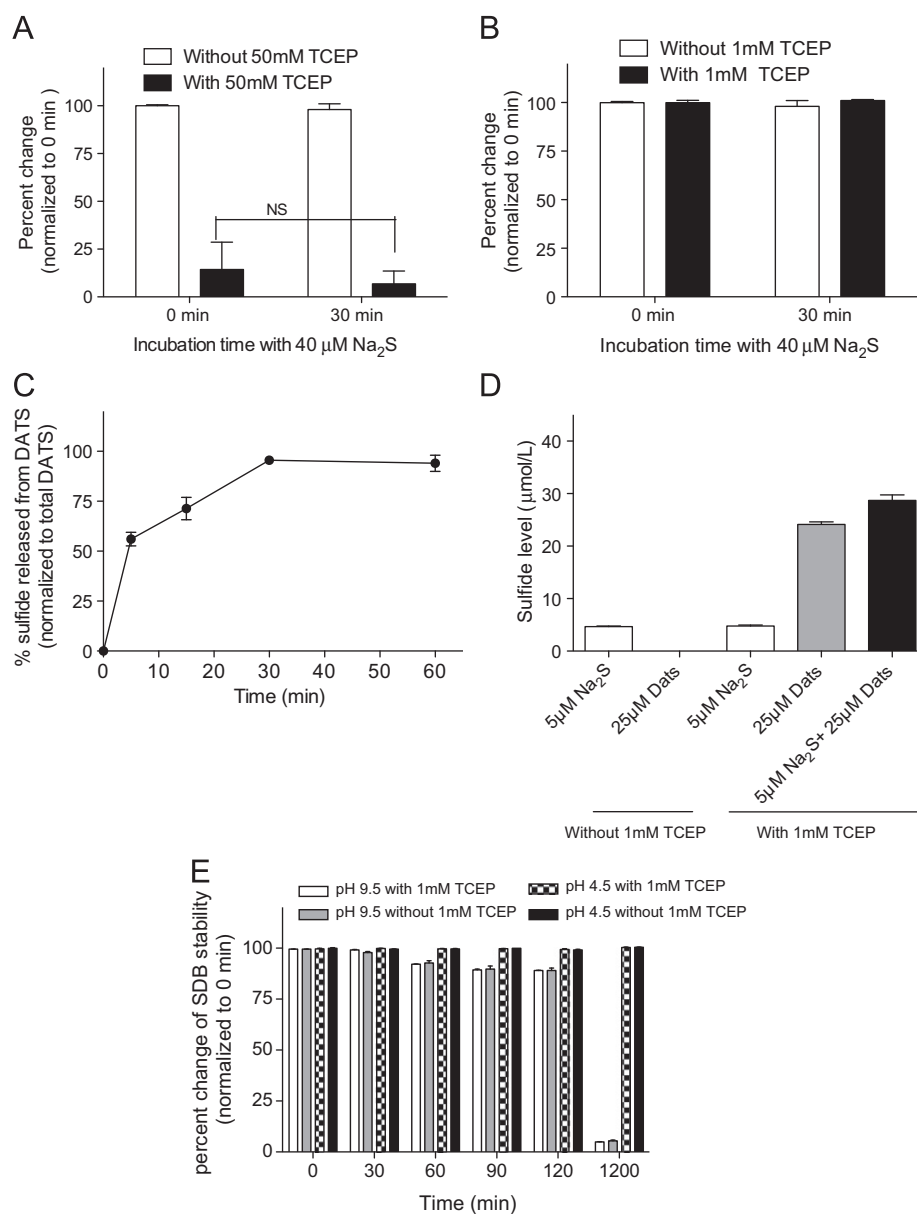 A
Without 50mM TCEP
With 50mM TCEP
Percent change
(normalized to 0 min)
100
75
50
25
0
NS
0 min
30 min
Incubation time with 40 μM Na₂S
B
Without 1mM TCEP
With 1mM TCEP
Percent change
(normalized to 0 min)
100
75
50
25
0
0 min
30 min
Incubation time with 40 μM Na₂S
C
% sulfide released from DATS
(normalized to total DATS)
100
75
50
25
0
0
10
20
30
40
50
60
Time (min)
D
Sulfide level (μmol/L)
40
30
20
10
0
5μM Na₂S
25μM Dats
5μM Na₂S
25μM Dats
5μM Na₂S+ 25μM Dats
Without 1mM TCEP
With 1mM TCEP
E
pH 9.5 with 1mM TCEP
pH 4.5 with 1mM TCEP
pH 9.5 without 1mM TCEP
pH 4.5 without 1mM TCEP
percent change of SDB stability
(normalized to 0 min)
100
75
50
25
0
0
30
60
90
120
1200
Time (min)